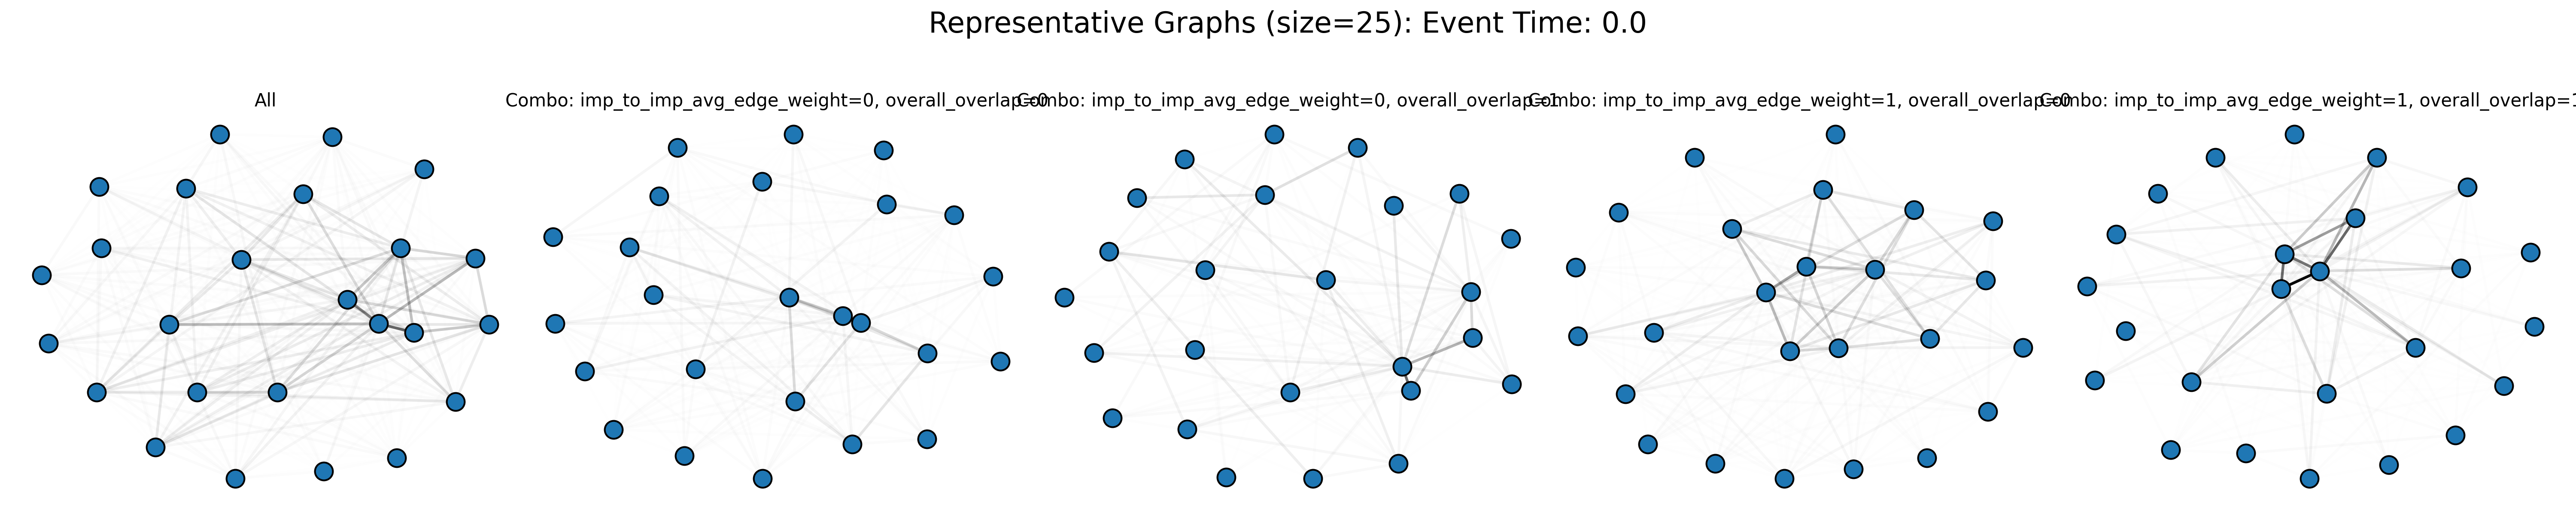 Representative Graphs (size=25): Event Time: 0.0
All
Combo: imp_to_imp_avg_edge_weight=0, overall_overlap=0
Combo: imp_to_imp_avg_edge_weight=0, overall_overlap=1
Combo: imp_to_imp_avg_edge_weight=1, overall_overlap=0
Combo: imp_to_imp_avg_edge_weight=1, overall_overlap=1